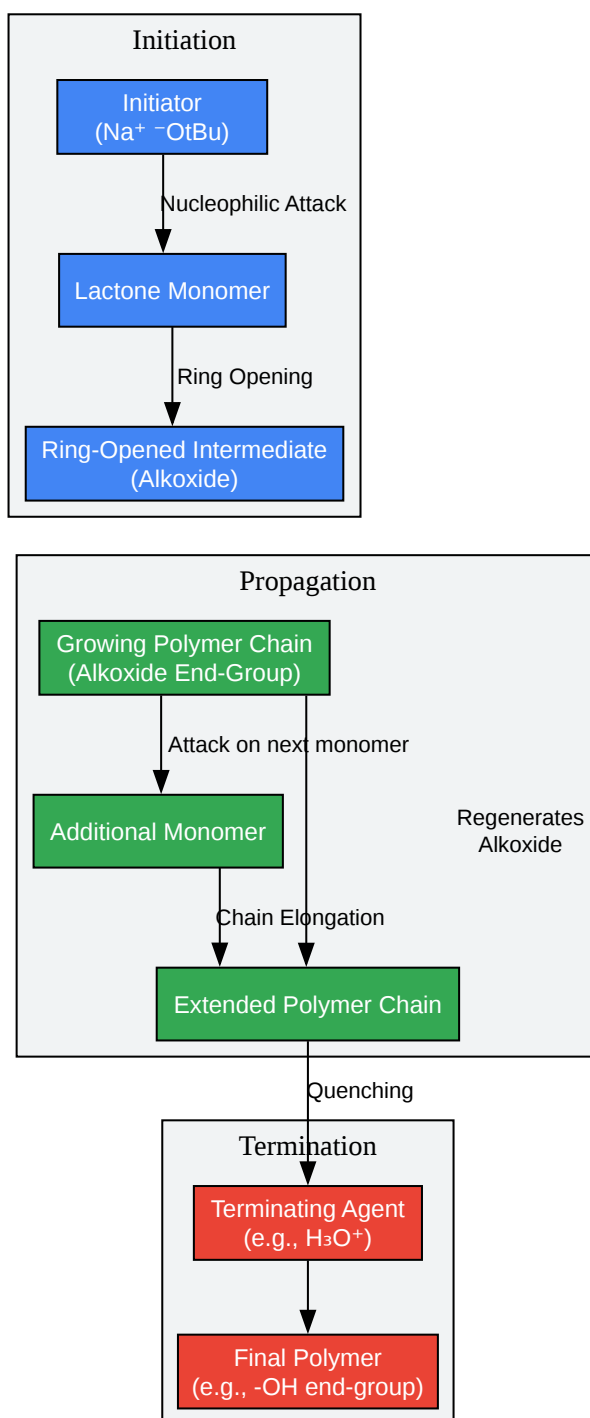 Initiation
Initiator
(Na⁺ ⁻OtBu)
Nucleophilic Attack
Lactone Monomer
Ring Opening
Ring-Opened Intermediate
(Alkoxide)
Propagation
Growing Polymer Chain
(Alkoxide End-Group)
Attack on next monomer
Additional Monomer
Regenerates
Alkoxide
Chain Elongation
Extended Polymer Chain
Quenching
Termination
Terminating Agent
(e.g., H₃O⁺)
Final Polymer
(e.g., -OH end-group)